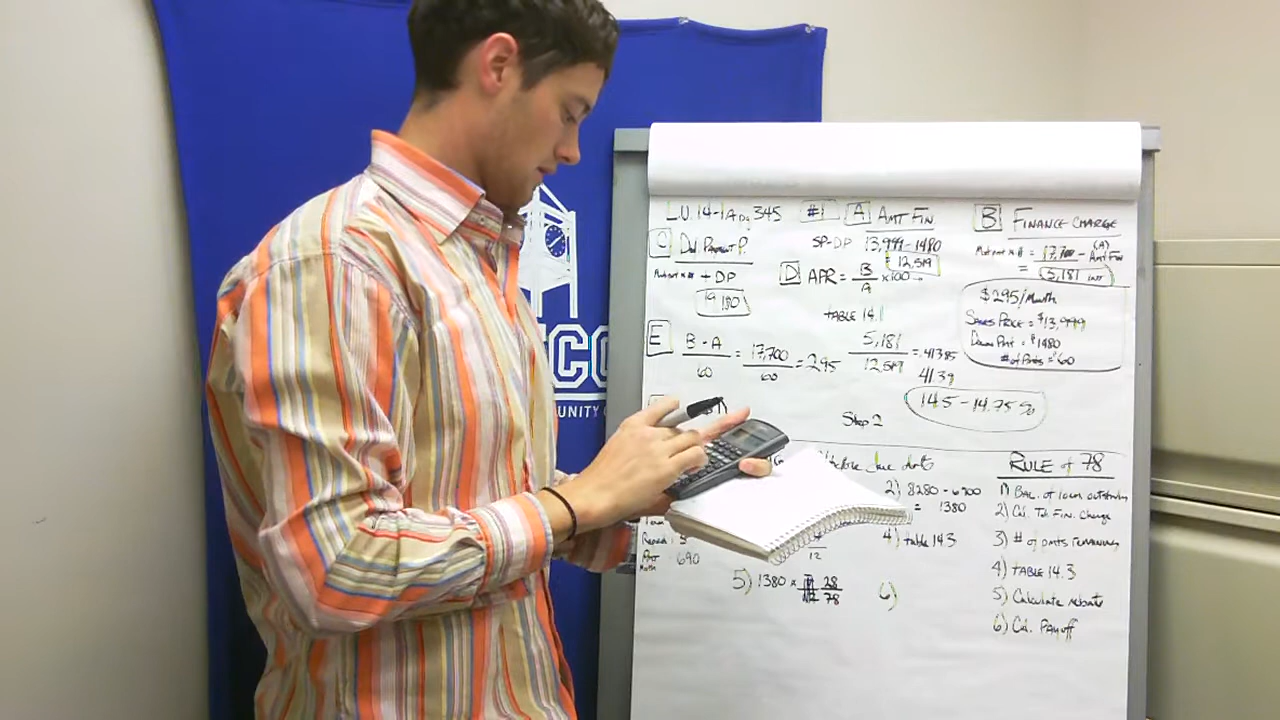 L.U. 14-1 A Pg 345 #1 A AMT FIN
SP-DP 13,999-1480
12,519
B FINANCE CHARGE
= 17,700 - Amt Fin (A)
= 5,181 INT
C Del Payment P.
+ DP
19180
D APR = B/A × 100 →
TABLE 14.1
5,181 / 12,519 = .41385
41.39
14.5 - 14.75%
$295/Month
Sales Price = $13,999
Down Pmt = $1480
# of Pmts = 60
E B-A / 60 = 17,700 / 60 = 295
Step 2
2) 8280 - 6900
= 1380
690
12
4) table 14.3
5) 1380 × 28/78
6)
RULE of 78
1) BAL. of loan outstanding
2) Cal. Tot. Fin. Charge
3) # of pmts remaining
4) TABLE 14.3
5) Calculate rebate
6) Cal. Payoff
CO
UNITY C